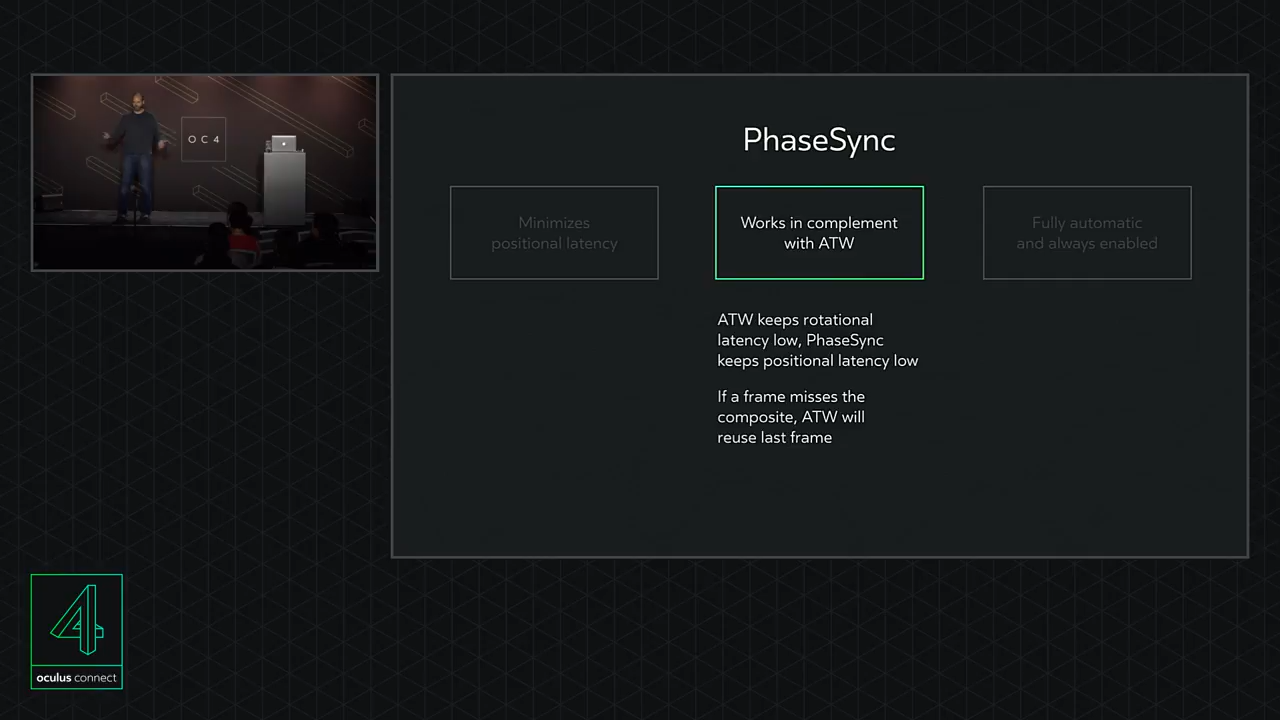 OC4
PhaseSync
Minimizes
positional latency
Works in complement
with ATW
Fully automatic
and always enabled
ATW keeps rotational
latency low, PhaseSync
keeps positional latency low
If a frame misses the
composite, ATW will
reuse last frame
4
oculus connect